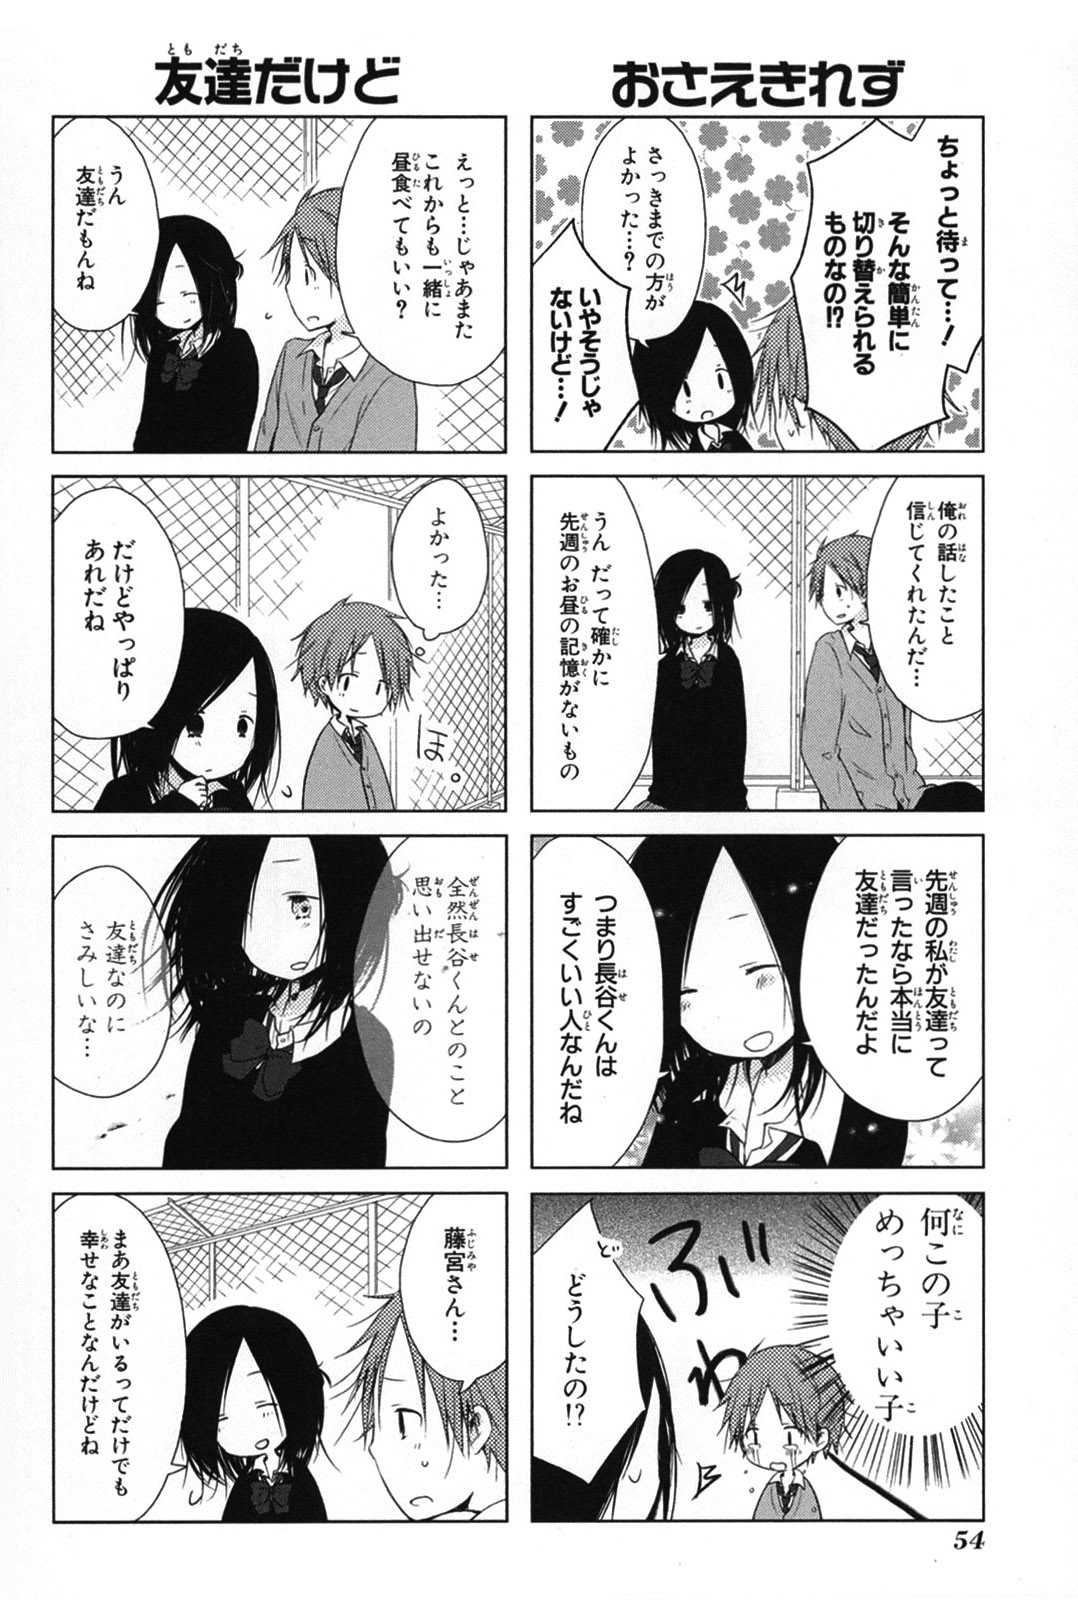 おさえきれず
ちょっと待って…!
そんな簡単に
切り替えられる
ものなの!?
さっきまでの方が
よかった…?
いやそうじゃ
ないけど…!
俺の話したこと
信じてくれたんだ…
うん だって確かに
先週のお昼の記憶がないもの
先週の私が友達って
言ったなら本当に
友達だったんだよ
つまり長谷くんは
すごくいい人なんだね
何この子
めっちゃいい子
ぶわ
ど
どうしたの!?
友達だけど
えっと…じゃあまた
これからも一緒に
昼食べてもいい?
うん
友達だもんね
よかった…
ほ。
だけどやっぱり
あれだね
全然長谷くんとのこと
思い出せないの
友達なのに
さみしいな…
藤宮さん…
まあ友達がいるってだけでも
幸せなことなんだけどね
54